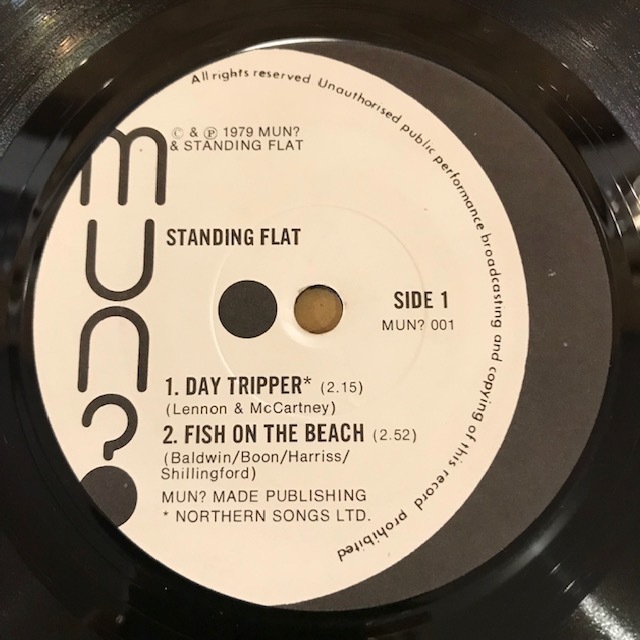 All rights reserved Unauthorised public performance broadcasting and copying of this record prohibited
mun?
© & ℗ 1979 MUN?
& STANDING FLAT
STANDING FLAT
SIDE 1
MUN? 001
1. DAY TRIPPER* (2.15)
(Lennon & McCartney)
2. FISH ON THE BEACH (2.52)
(Baldwin/Boon/Harriss/
Shillingford)
MUN? MADE PUBLISHING
* NORTHERN SONGS LTD.